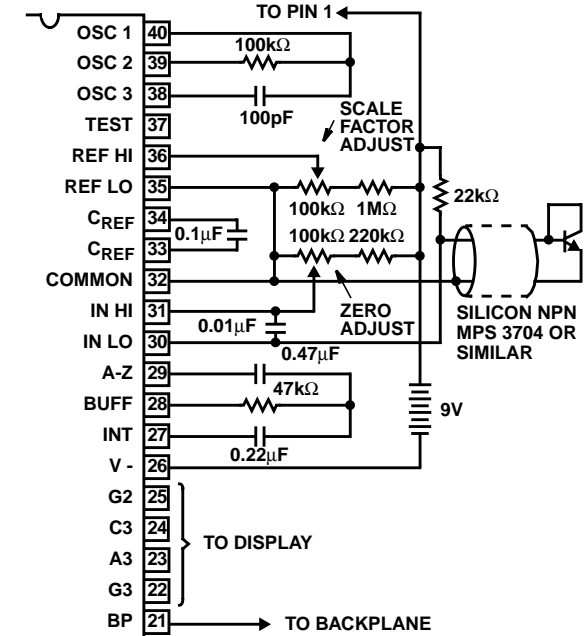 TO PIN 1
OSC 1 40
100kΩ
OSC 2 39
OSC 3 38
100pF
TEST 37
SCALE
FACTOR
ADJUST
REF HI 36
REF LO 35
100kΩ 1MΩ
22kΩ
CREF 34
0.1μF
100kΩ 220kΩ
CREF 33
COMMON 32
IN HI 31
0.01μF
ZERO
ADJUST
SILICON NPN
MPS 3704 OR
SIMILAR
IN LO 30
0.47μF
A-Z 29
47kΩ
BUFF 28
9V
INT 27
0.22μF
V - 26
G2 25
C3 24
TO DISPLAY
A3 23
G3 22
BP 21
TO BACKPLANE